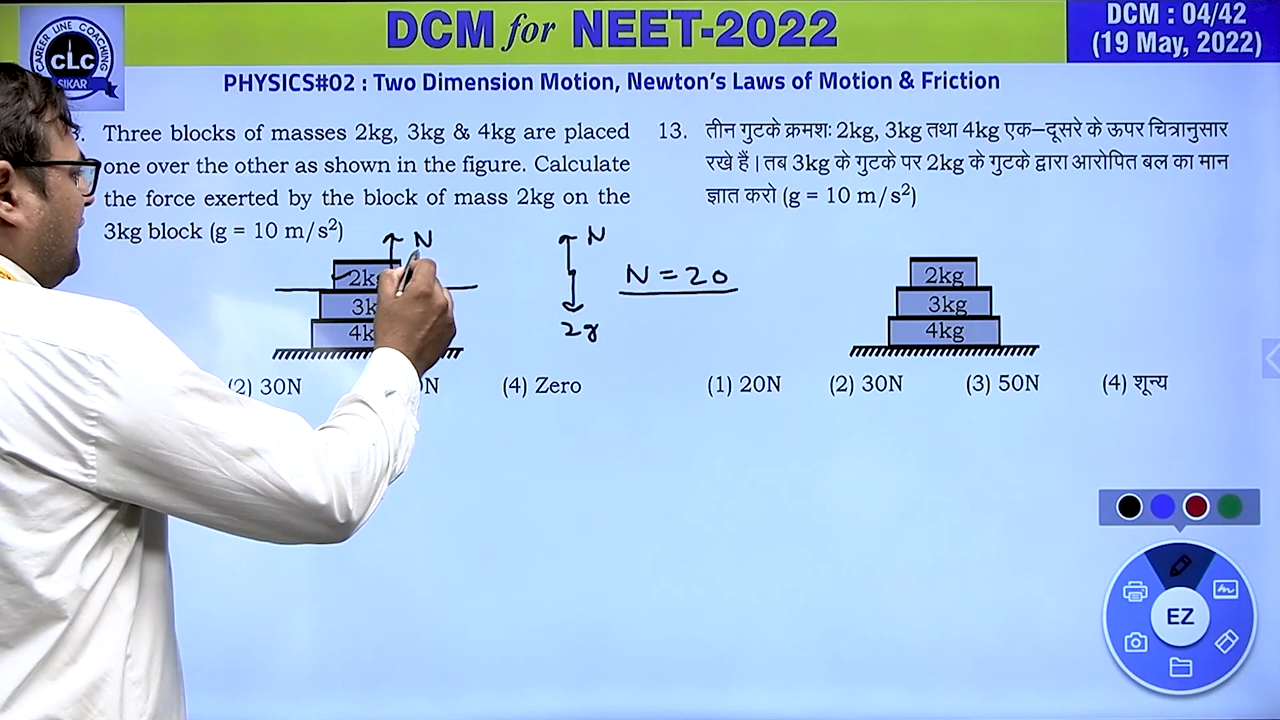 DCM for NEET-2022
DCM : 04/42
(19 May, 2022)
CAREER LINE COACHING
CLC
SIKAR
PHYSICS#02 : Two Dimension Motion, Newton's Laws of Motion & Friction
Three blocks of masses 2kg, 3kg & 4kg are placed
one over the other as shown in the figure. Calculate
the force exerted by the block of mass 2kg on the
3kg block (g = 10 m/s²)
N
2k
3k
4k
N
2g
N = 20
(2) 30N
0N
(4) Zero
13. तीन गुटके क्रमशः 2kg, 3kg तथा 4kg एक–दूसरे के ऊपर चित्रानुसार
रखे हैं। तब 3kg के गुटके पर 2kg के गुटके द्वारा आरोपित बल का मान
ज्ञात करो (g = 10 m/s²)
2kg
3kg
4kg
(1) 20N (2) 30N (3) 50N (4) शून्य
EZ